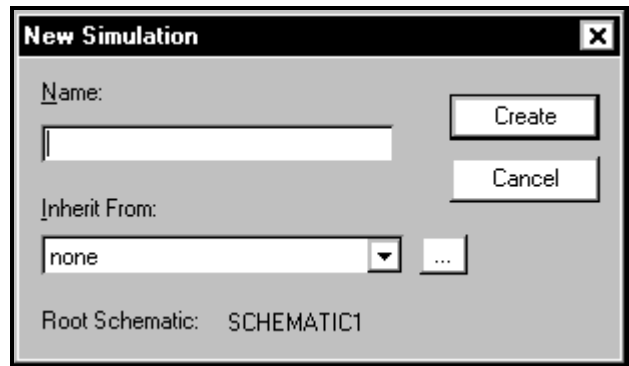 New Simulation
Name:
Create
Cancel
Inherit From:
none
...
Root Schematic: SCHEMATIC1